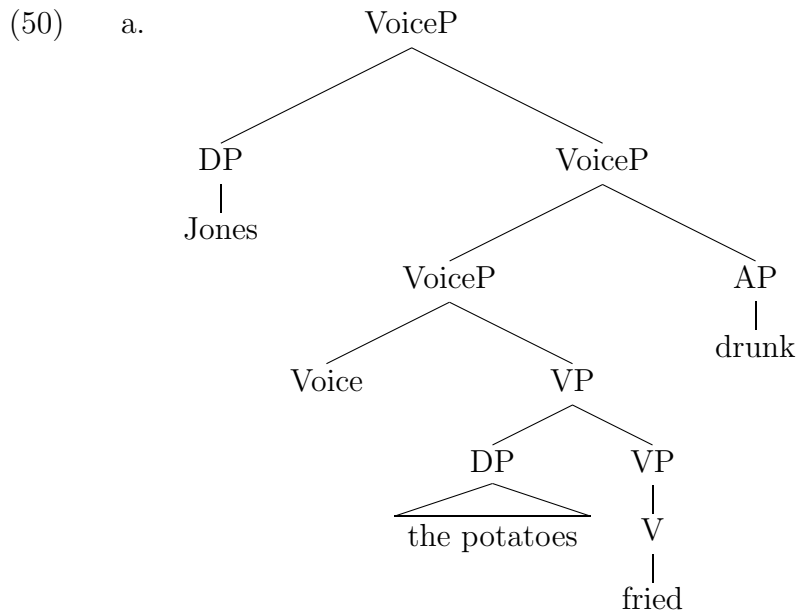 (50) a. VoiceP
DP VoiceP
Jones
VoiceP AP
drunk
Voice VP
DP VP
the potatoes V
fried